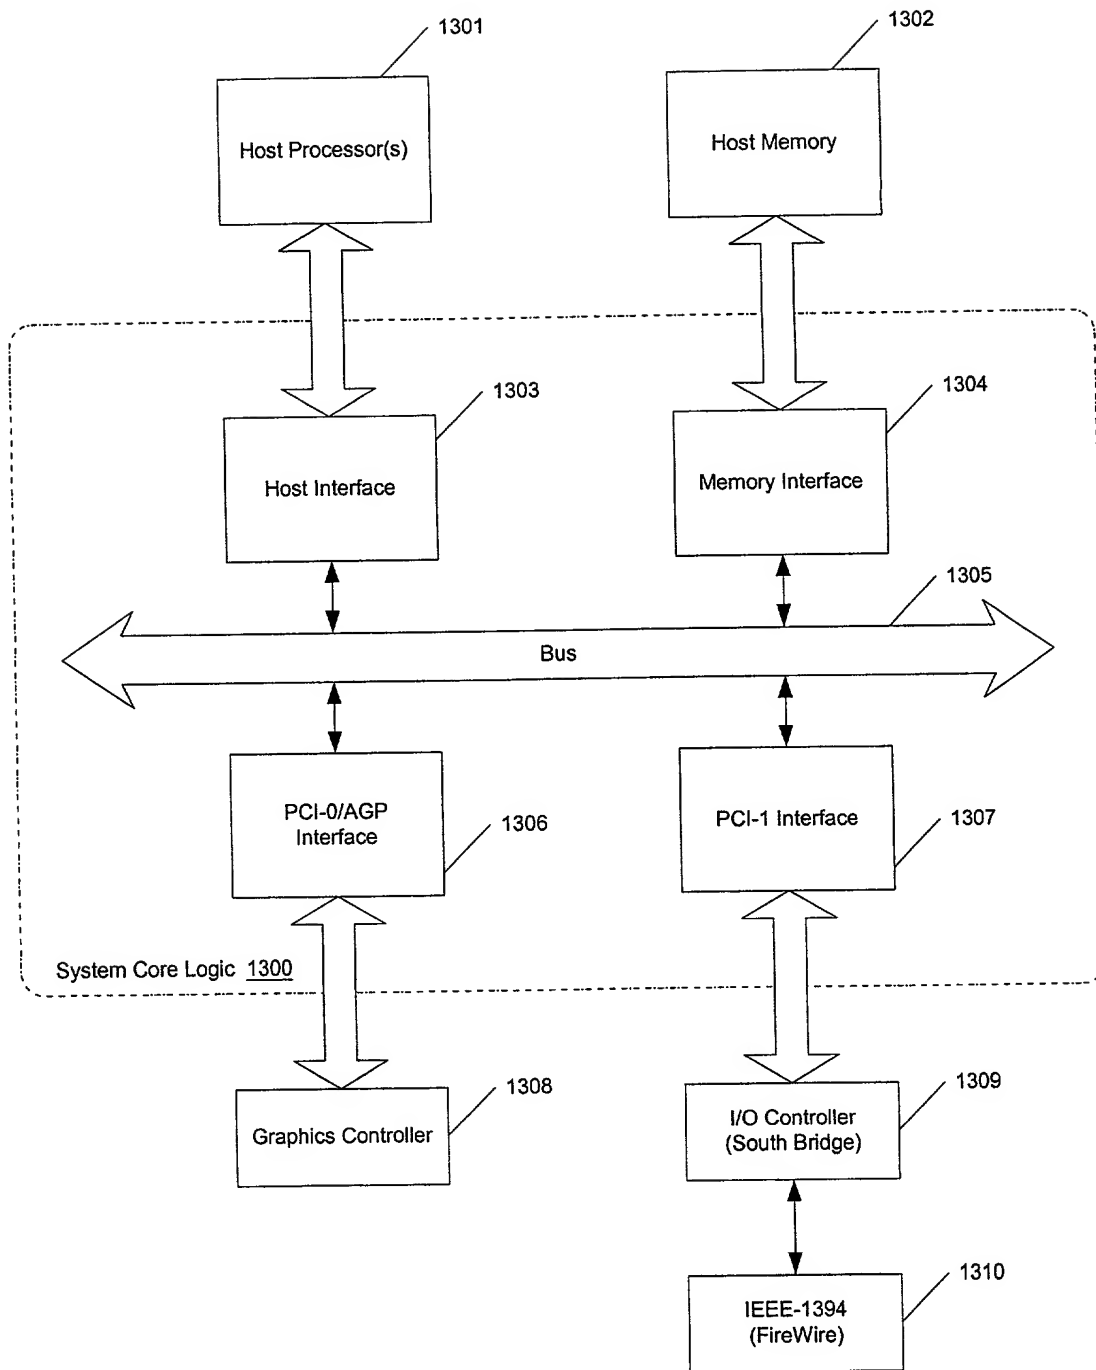 1301
1302
Host Processor(s)
Host Memory
1303
1304
Host Interface
Memory Interface
1305
Bus
PCI-0/AGP
Interface
1306
PCI-1 Interface
1307
System Core Logic 1300
1308
Graphics Controller
1309
I/O Controller
(South Bridge)
1310
IEEE-1394
(FireWire)